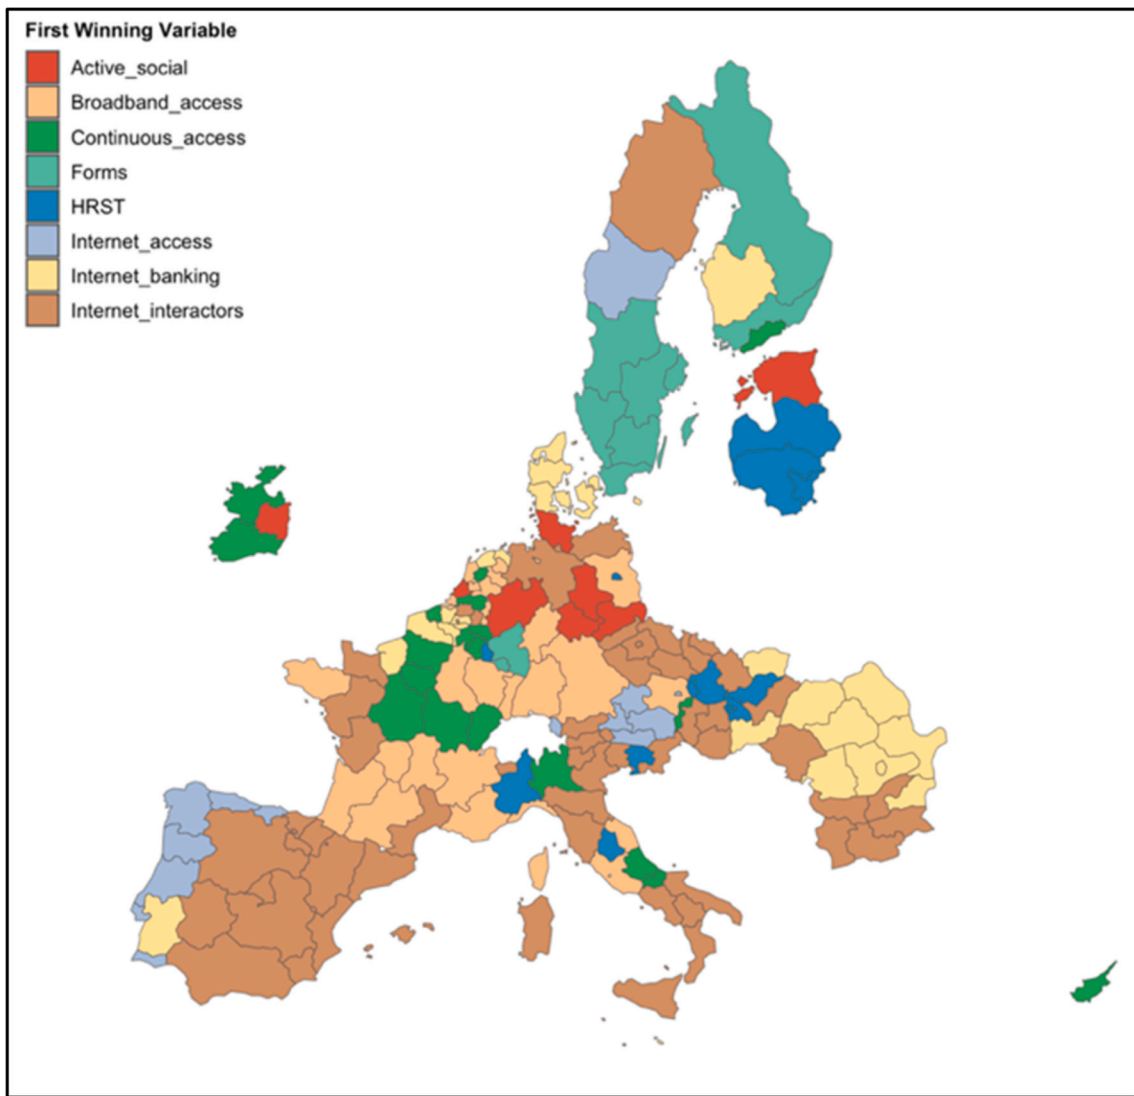 First Winning Variable
Active_social
Broadband_access
Continuous_access
Forms
HRST
Internet_access
Internet_banking
Internet_interactors